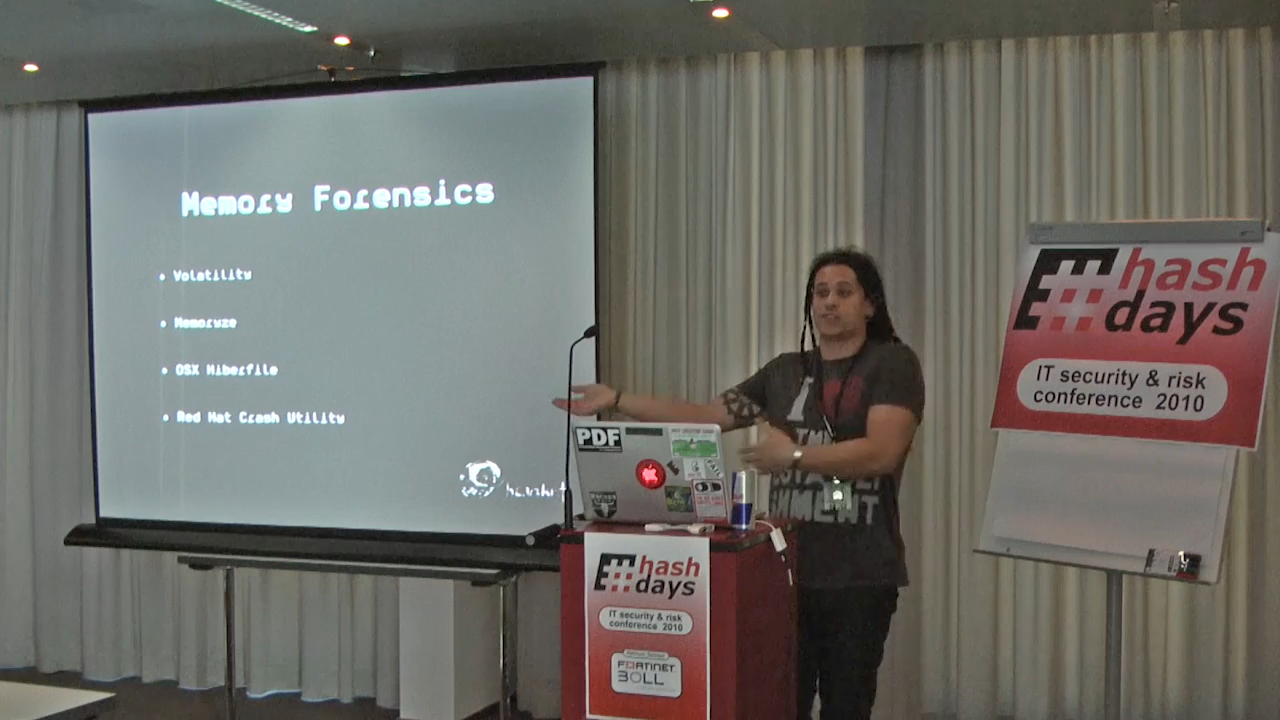 Memory Forensics
• Volatility
• Memoryze
• OSX Hiberfile
• Red Hat Crash Utility
hash
days
IT security & risk
conference 2010
PDF
I
hash
days
IT security & risk
conference 2010
FORTINET
BOLL